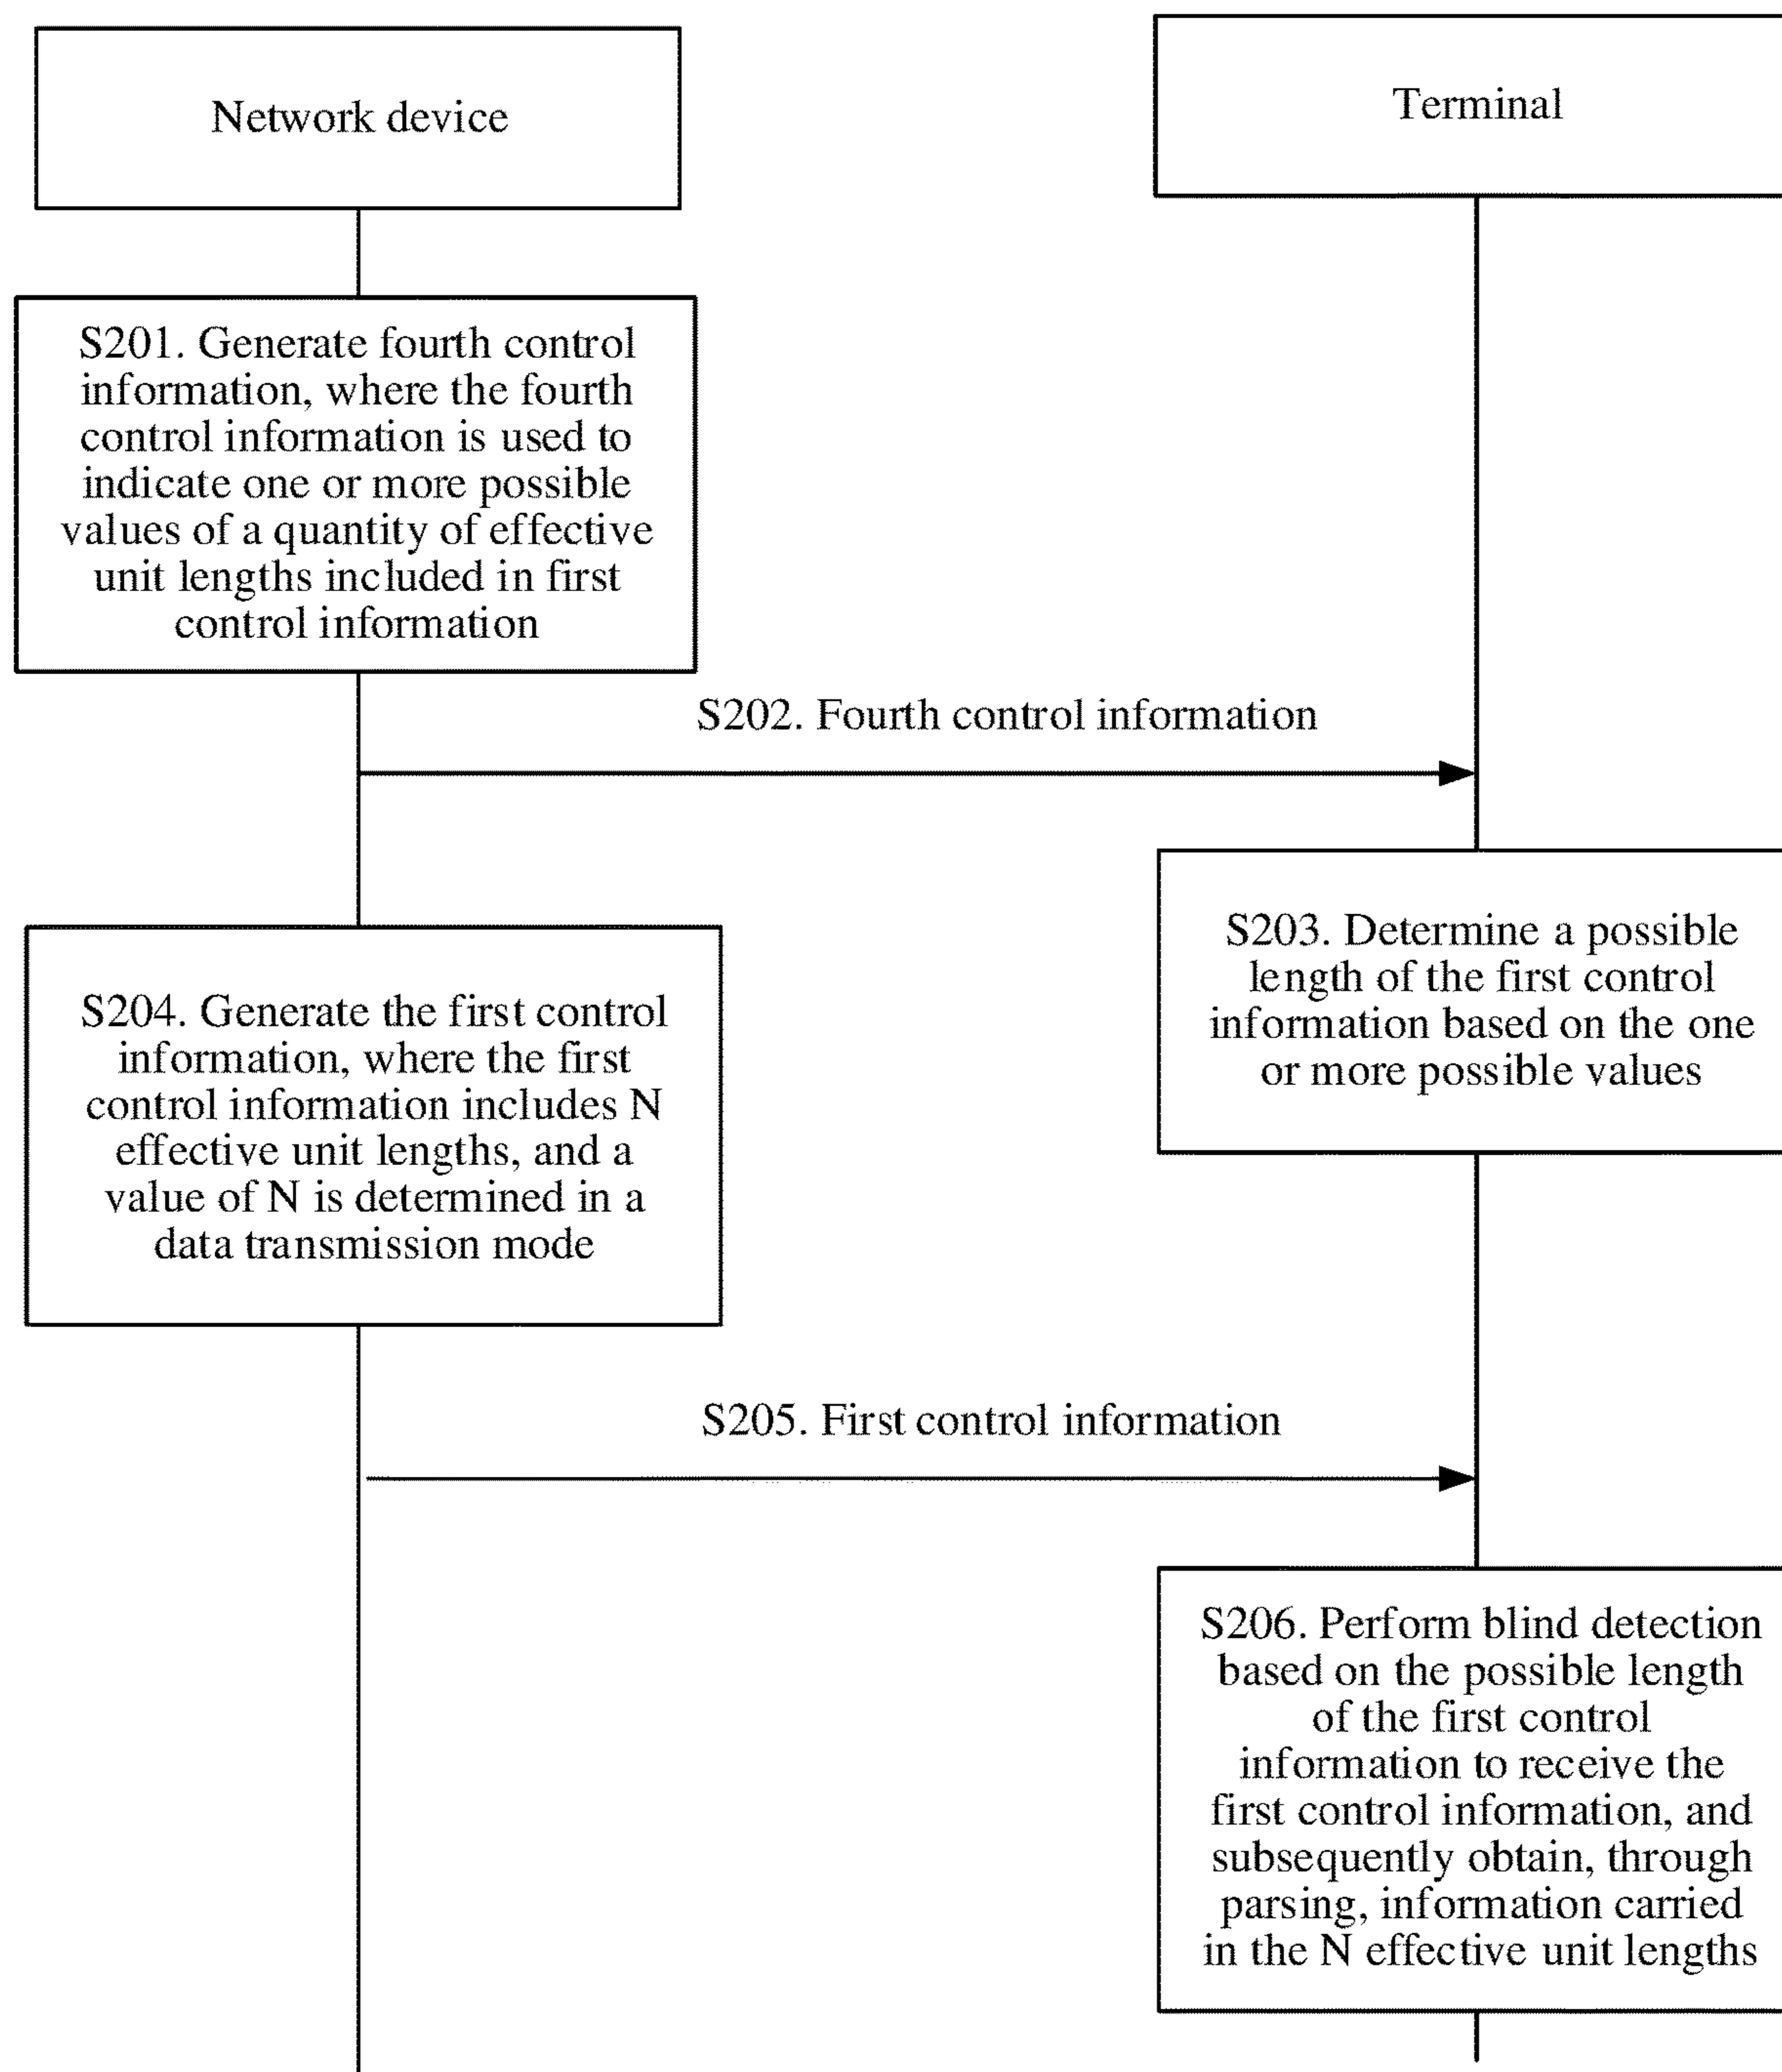 Network device
Terminal
S201. Generate fourth control
information, where the fourth
control information is used to
indicate one or more possible
values of a quantity of effective
unit lengths included in first
control information
S202. Fourth control information
S203. Determine a possible
length of the first control
information based on the one
or more possible values
S204. Generate the first control
information, where the first
control information includes N
effective unit lengths, and a
value of N is determined in a
data transmission mode
S205. First control information
S206. Perform blind detection
based on the possible length
of the first control
information to receive the
first control information, and
subsequently obtain, through
parsing, information carried
in the N effective unit lengths